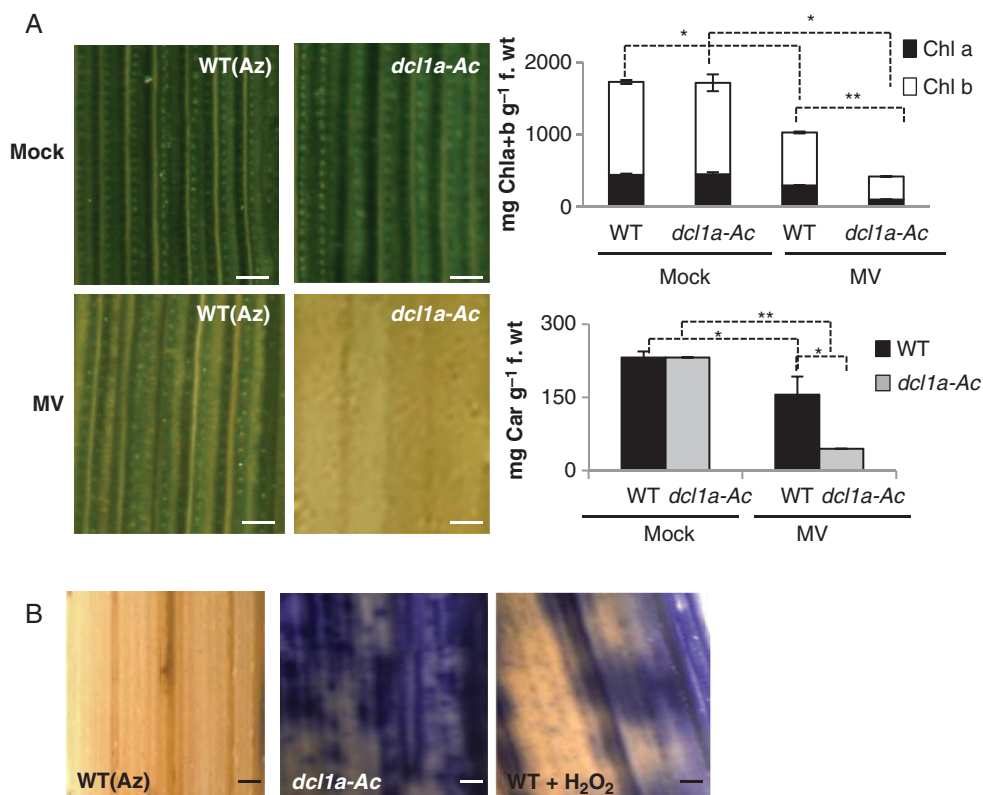 A
WT(Az)
dcl1a-Ac
Mock
WT(Az)
dcl1a-Ac
MV
mg Chla+b g⁻¹ f. wt
2000
1000
0
*
*
**
Chl a
Chl b
WT dcl1a-Ac WT dcl1a-Ac
Mock MV
mg Car g⁻¹ f. wt
300
150
0
**
*
*
WT
dcl1a-Ac
WT dcl1a-Ac WT dcl1a-Ac
Mock MV
B
WT(Az)
dcl1a-Ac
WT + H₂O₂